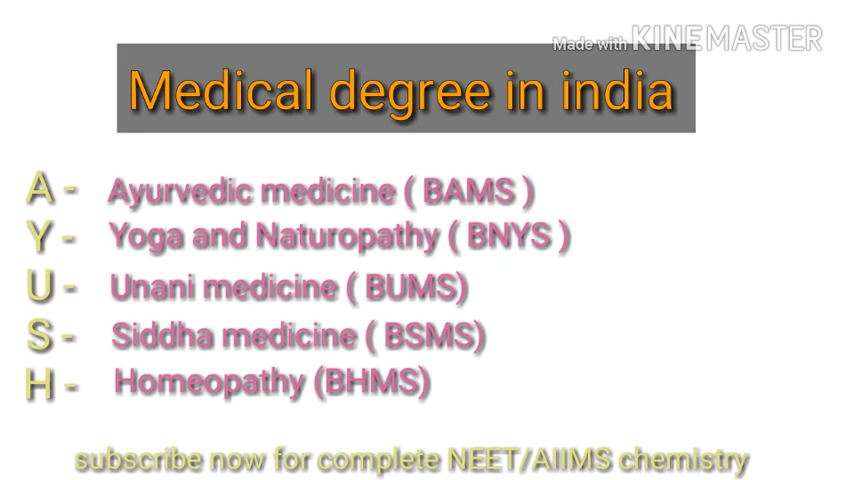 Made with KINEMASTER
Medical degree in india
A - Ayurvedic medicine ( BAMS )
Y - Yoga and Naturopathy ( BNYS )
U - Unani medicine ( BUMS)
S - Siddha medicine ( BSMS)
H - Homeopathy (BHMS)
subscribe now for complete NEET/AIIMS chemistry